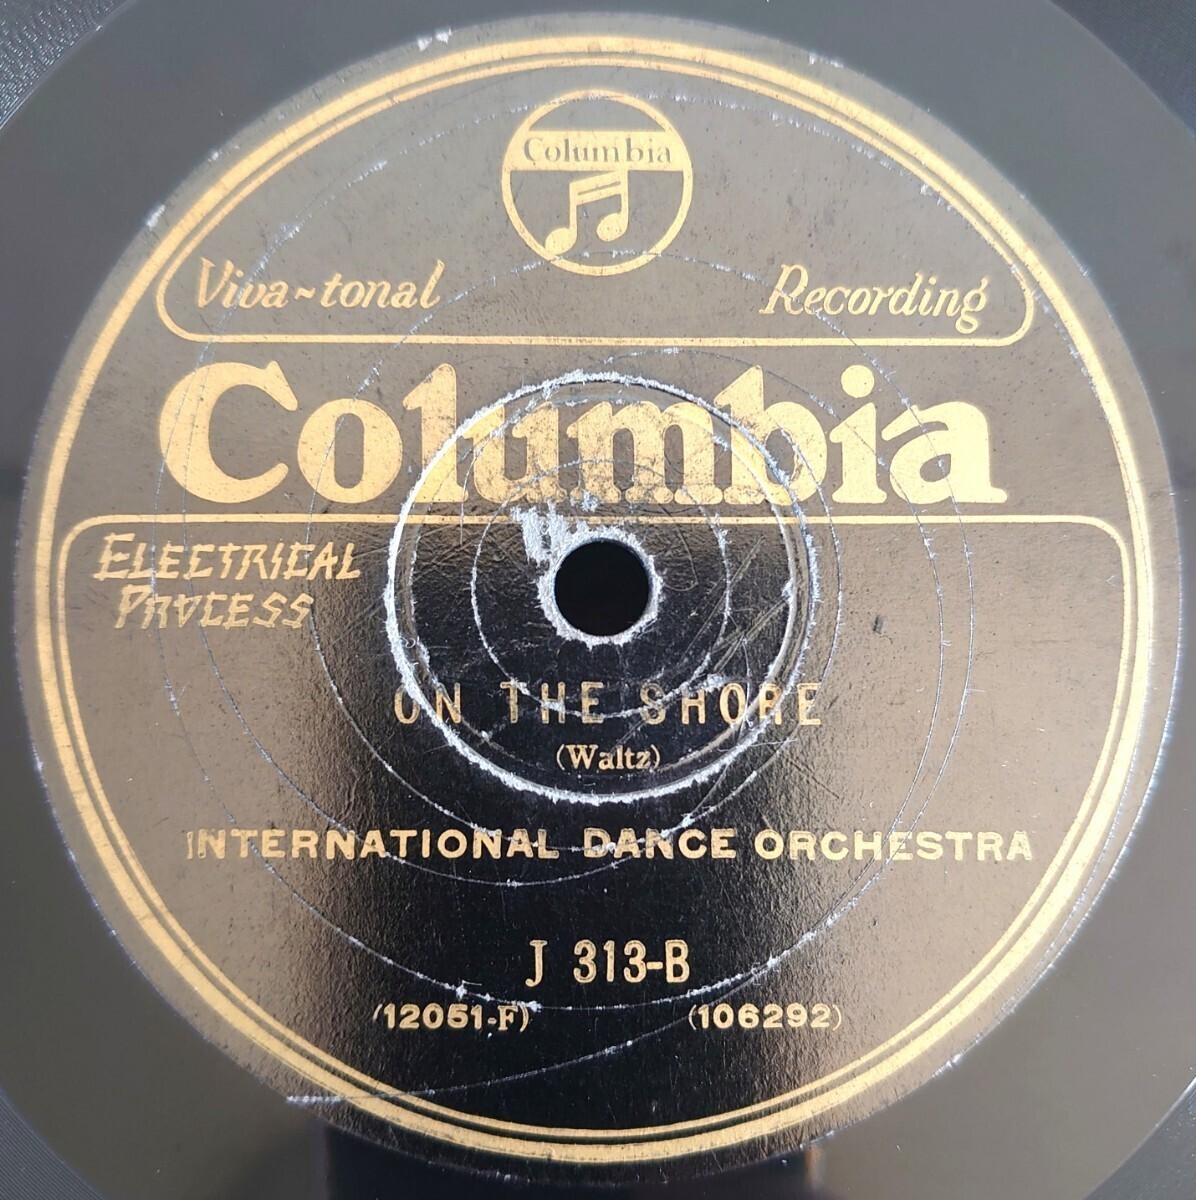 Columbia
Viva~tonal Recording
Columbia
ELECTRICAL
PROCESS
ON THE SHORE
(Waltz)
INTERNATIONAL DANCE ORCHESTRA
J 313-B
(12051-F) (106292)